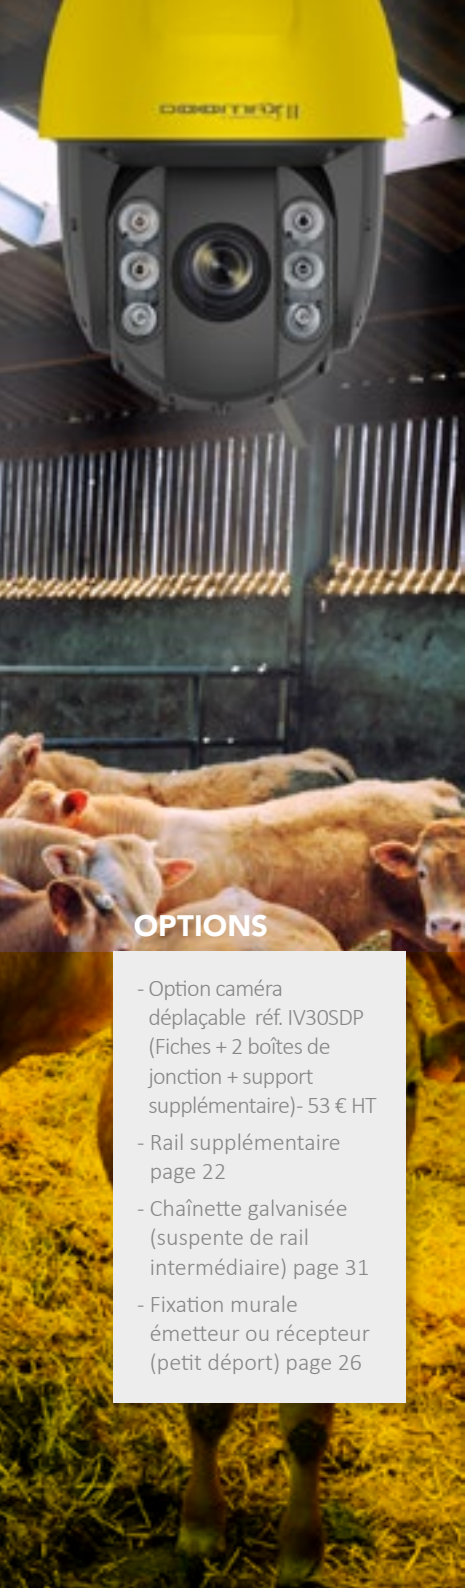 OPTIONS
- Option caméra
déplaçable réf. IV30SDP
(Fiches + 2 boîtes de
jonction + support
supplémentaire)- 53 € HT
- Rail supplémentaire
page 22
- Chaînette galvanisée
(suspente de rail
intermédiaire) page 31
- Fixation murale
émetteur ou récepteur
(petit déport) page 26